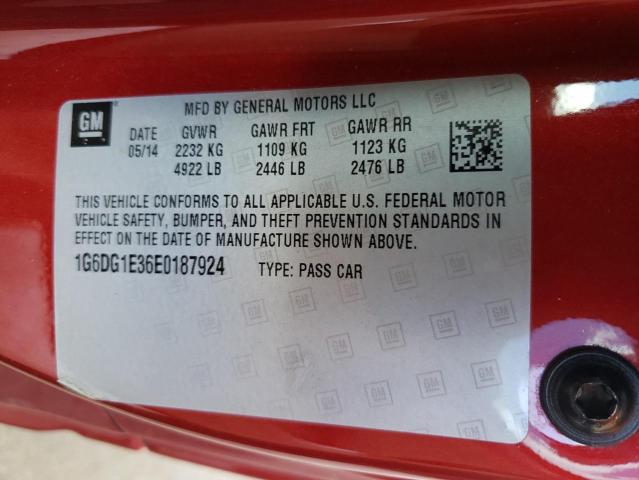 GM
MFD BY GENERAL MOTORS LLC
DATE GVWR GAWR FRT GAWR RR
05/14 2232 KG 1109 KG 1123 KG
4922 LB 2446 LB 2476 LB
THIS VEHICLE CONFORMS TO ALL APPLICABLE U.S. FEDERAL MOTOR
VEHICLE SAFETY, BUMPER, AND THEFT PREVENTION STANDARDS IN
EFFECT ON THE DATE OF MANUFACTURE SHOWN ABOVE.
1G6DG1E36E0187924 TYPE: PASS CAR